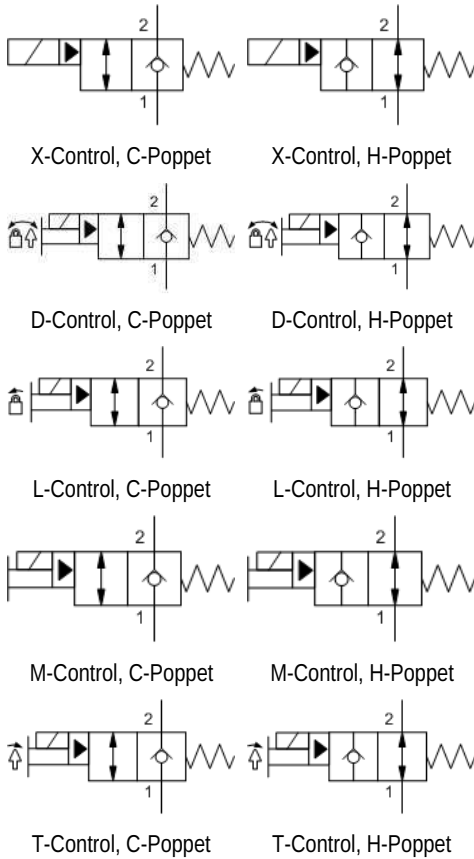 2 2
1 1
X-Control, C-Poppet X-Control, H-Poppet
2 2
1 1
D-Control, C-Poppet D-Control, H-Poppet
2 2
1 1
L-Control, C-Poppet L-Control, H-Poppet
2 2
1 1
M-Control, C-Poppet M-Control, H-Poppet
2 2
1 1
T-Control, C-Poppet T-Control, H-Poppet